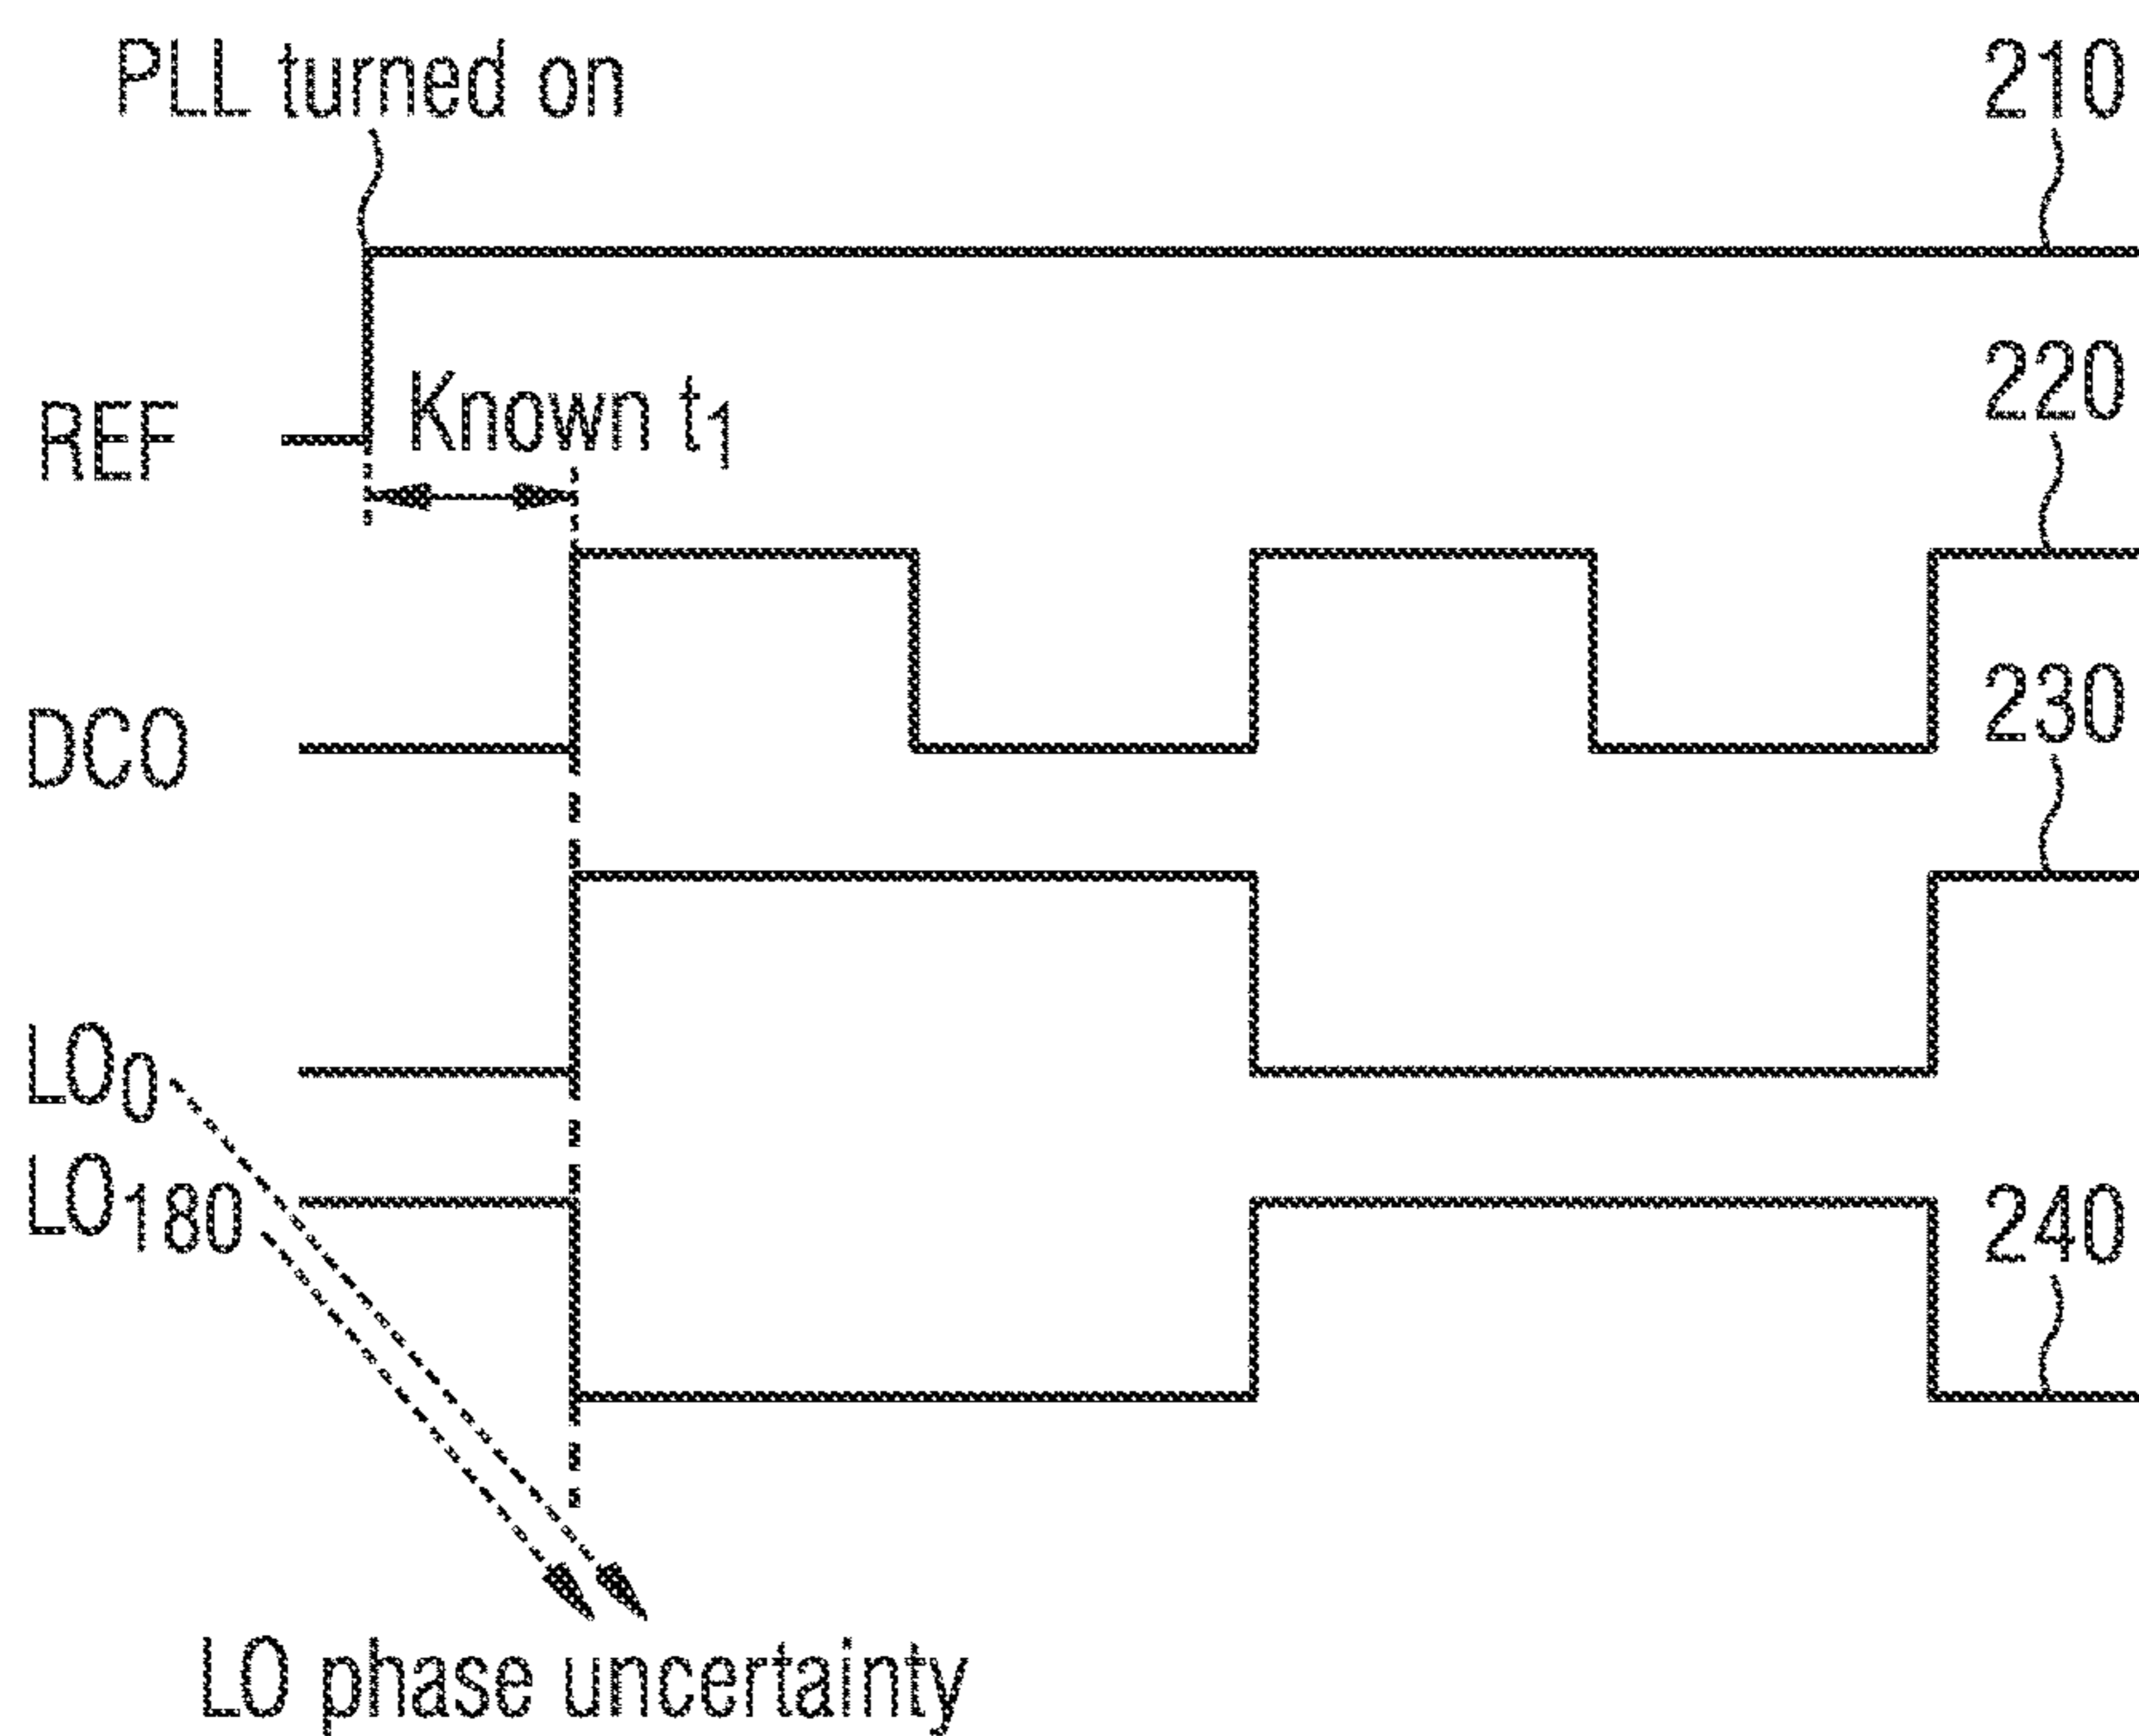 PLL turned on
210
220
REF
Known t1
230
DCO
LO0
LO180
240
LO phase uncertainty